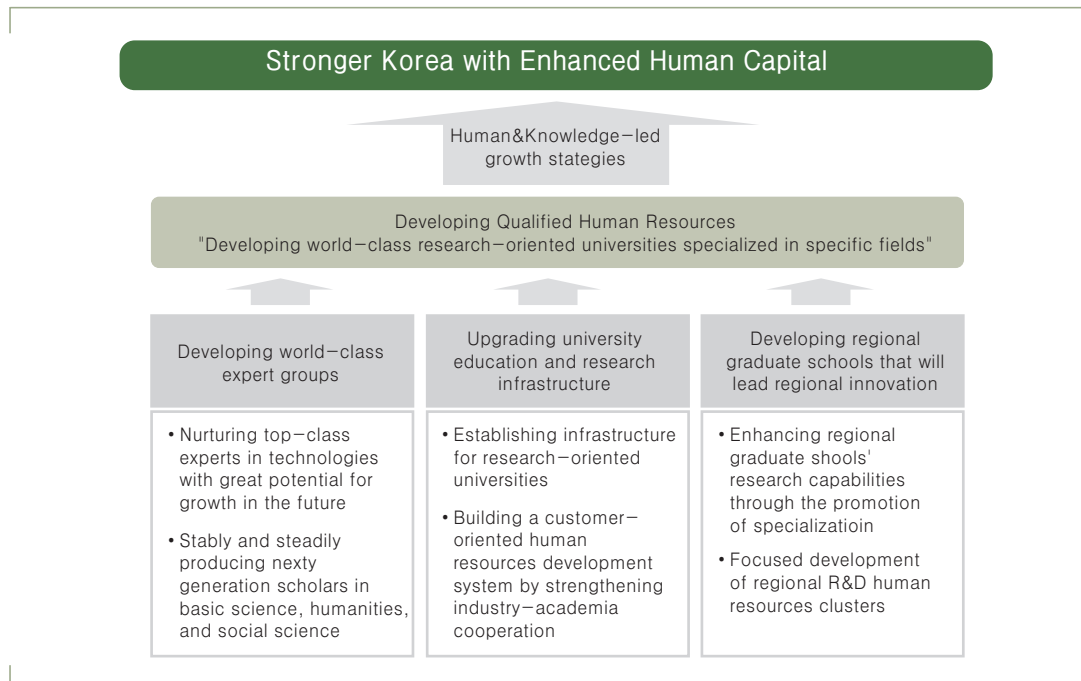 Stronger Korea with Enhanced Human Capital
Human&Knowledge-led
growth stategies
Developing Qualified Human Resources
"Developing world-class research-oriented universities specialized in specific fields"
Developing world-class
expert groups
• Nurturing top-class
experts in technologies
with great potential for
growth in the future
• Stably and steadily
producing nexty
generation scholars in
basic science, humanities,
and social science
Upgrading university
education and research
infrastructure
• Establishing infrastructure
for research-oriented
universities
• Building a customer-
oriented human
resources development
system by strengthening
industry-academia
cooperation
Developing regional
graduate schools that will
lead regional innovation
• Enhancing regional
graduate shools'
research capabilities
through the promotion
of specializatioin
• Focused development
of regional R&D human
resources clusters